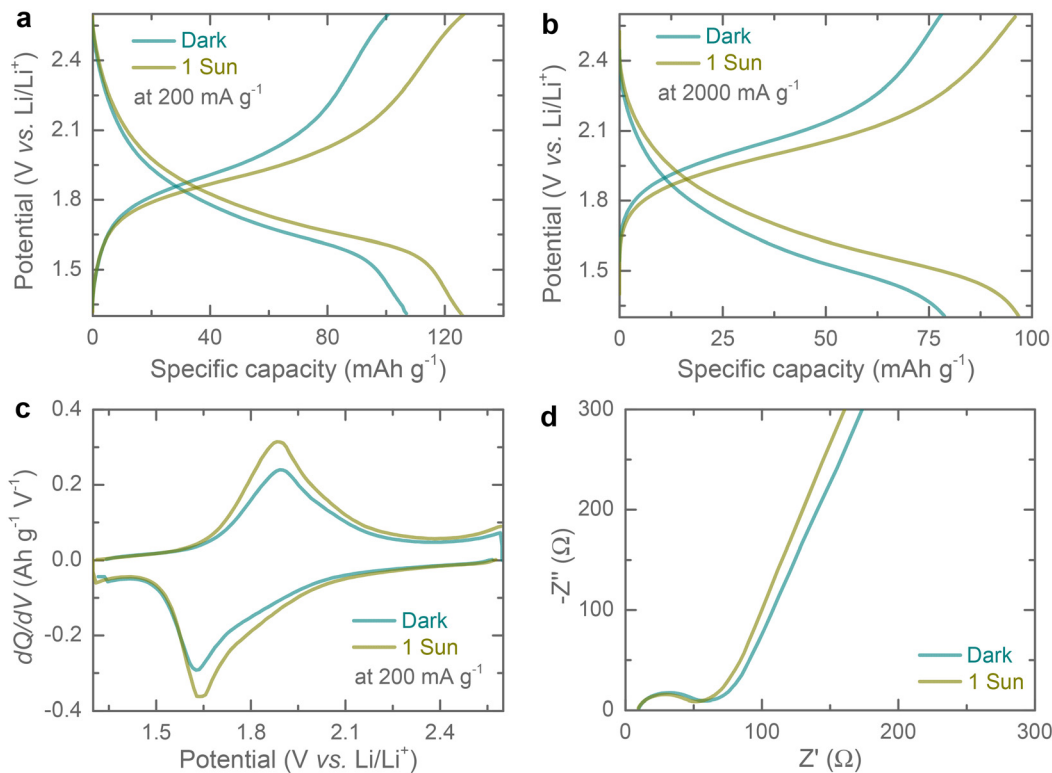 a
Dark
1 Sun
at 200 mA g⁻¹
2.4
2.1
1.8
1.5
Potential (V vs. Li/Li⁺)
0
40
80
120
Specific capacity (mAh g⁻¹)
b
Dark
1 Sun
at 2000 mA g⁻¹
2.4
2.1
1.8
1.5
Potential (V vs. Li/Li⁺)
0
25
50
75
100
Specific capacity (mAh g⁻¹)
c
0.4
0.2
0.0
-0.2
-0.4
dQ/dV (Ah g⁻¹ V⁻¹)
Dark
1 Sun
at 200 mA g⁻¹
1.5
1.8
2.1
2.4
Potential (V vs. Li/Li⁺)
d
300
200
100
0
-Z'' (Ω)
Dark
1 Sun
0
100
200
300
Z' (Ω)